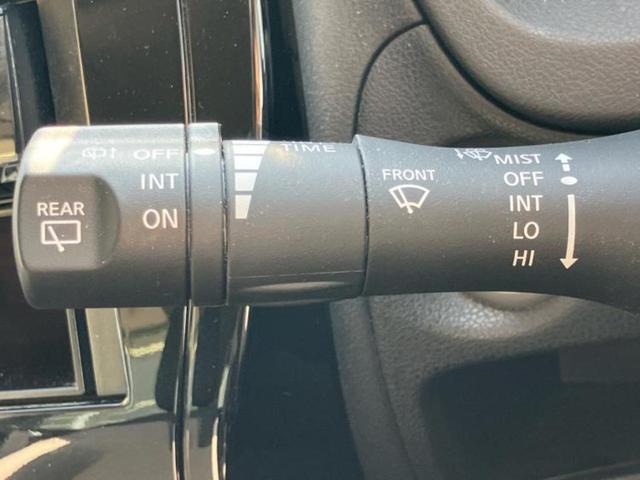 OFF
INT
ON
REAR
TIME
FRONT
MIST
OFF
INT
LO
HI